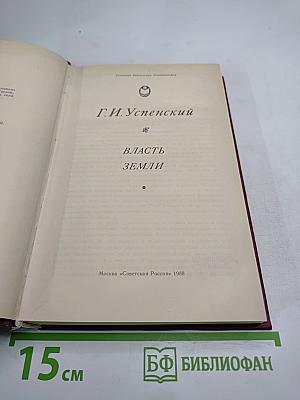 Г. И. Успенский
ВЛАСТЬ
ЗЕМЛИ
Москва «Советская Россия» 1988
15 см
БФ БИБЛИОФАН